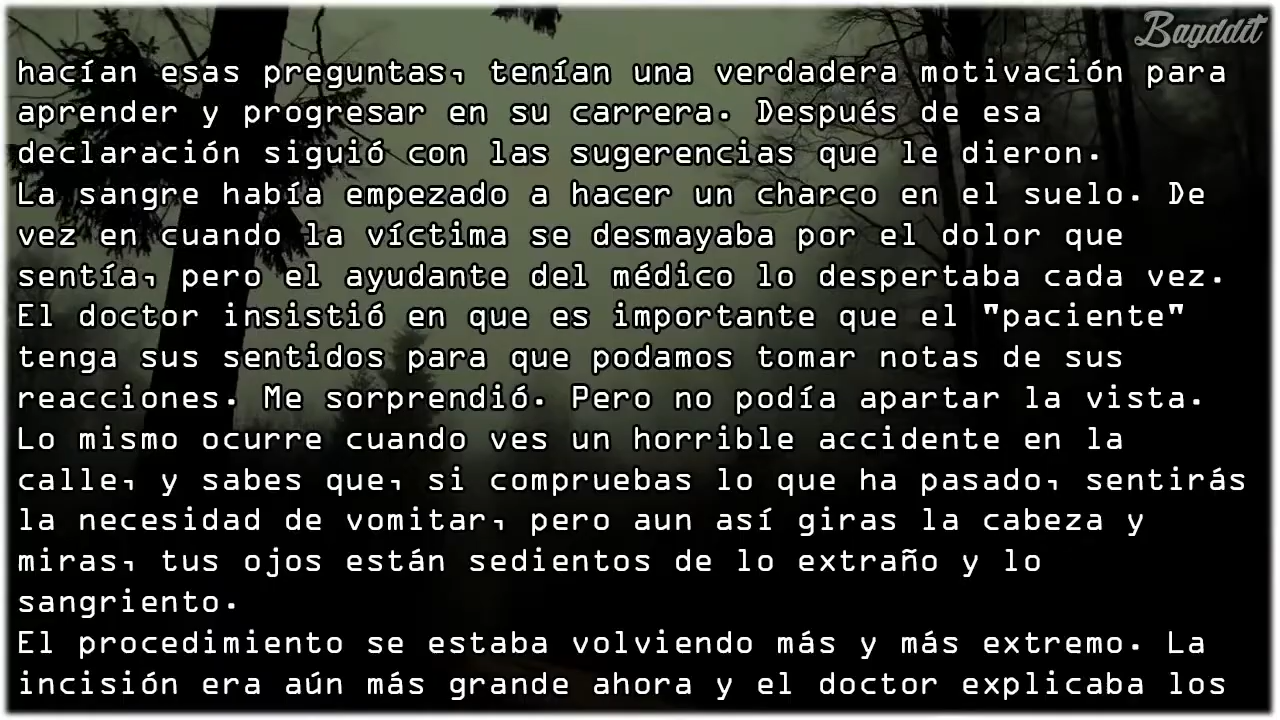 Bagddit
hacían esas preguntas, tenían una verdadera motivación para
aprender y progresar en su carrera. Después de esa
declaración siguió con las sugerencias que le dieron.
La sangre había empezado a hacer un charco en el suelo. De
vez en cuando la víctima se desmayaba por el dolor que
sentía, pero el ayudante del médico lo despertaba cada vez.
El doctor insistió en que es importante que el "paciente"
tenga sus sentidos para que podamos tomar notas de sus
reacciones. Me sorprendió. Pero no podía apartar la vista.
Lo mismo ocurre cuando ves un horrible accidente en la
calle, y sabes que, si compruebas lo que ha pasado, sentirás
la necesidad de vomitar, pero aun así giras la cabeza y
miras, tus ojos están sedientos de lo extraño y lo
sangriento.
El procedimiento se estaba volviendo más y más extremo. La
incisión era aún más grande ahora y el doctor explicaba los